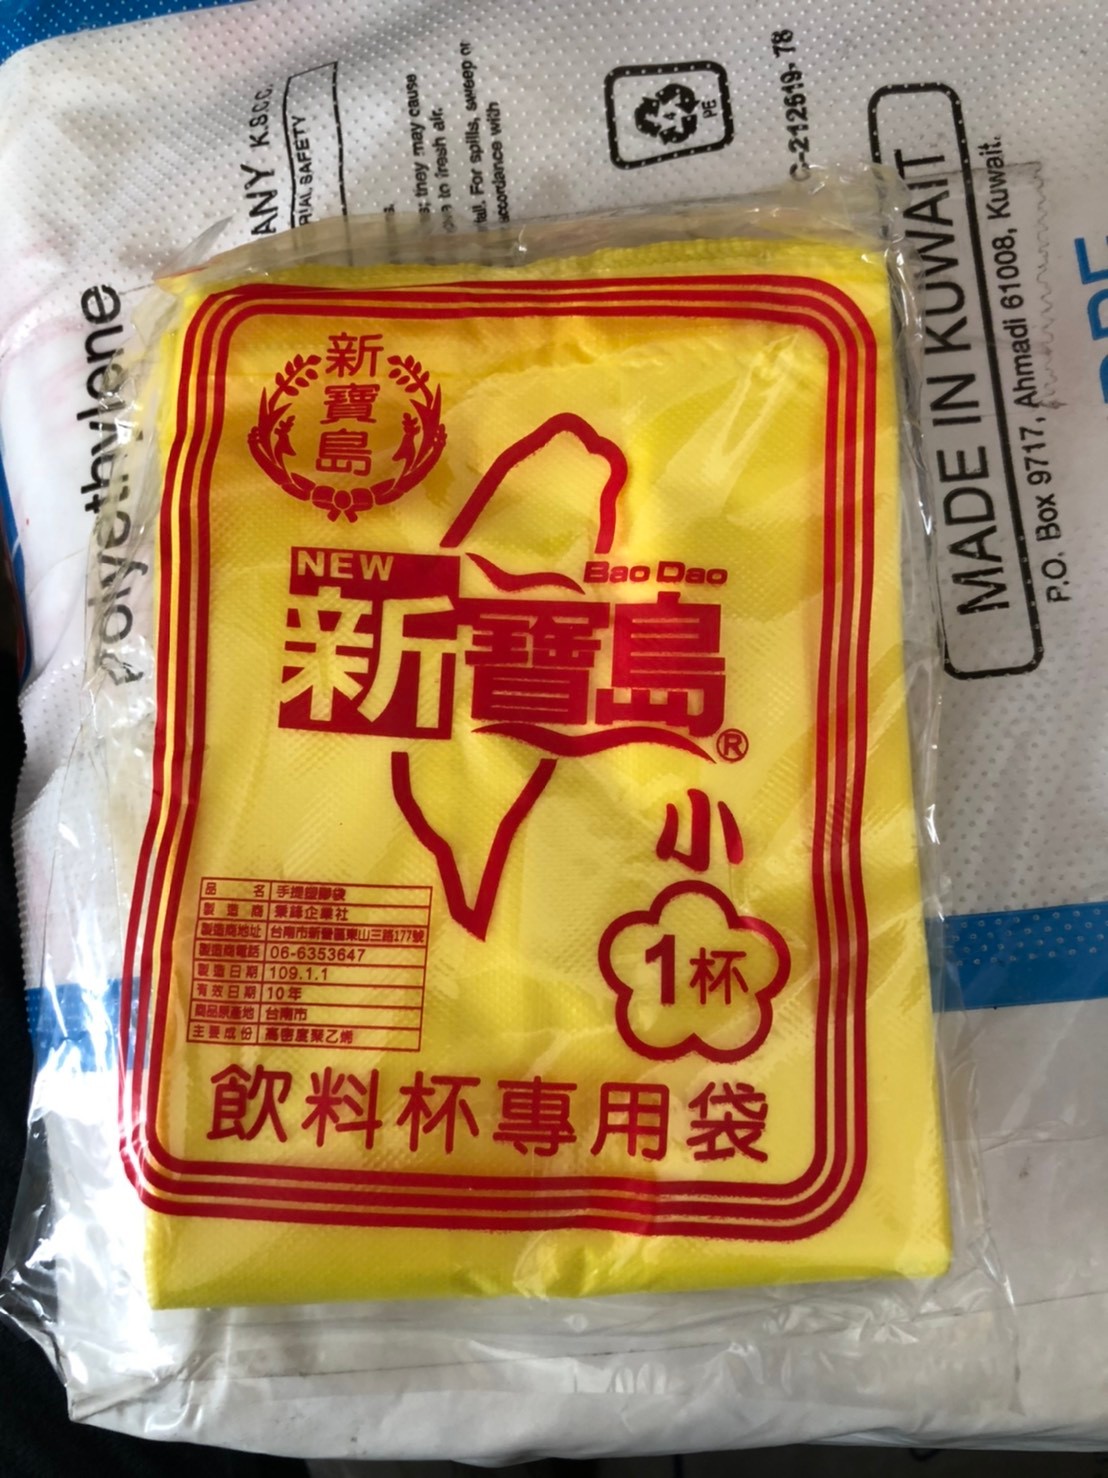 ANY K.S.C.C.
RIAL SAFETY
they may cause
to fresh air.
For spills, sweep or
accordance with
PE
C-212619-78
MADE IN KUWAIT
P.O. Box 9717, Ahmadi 61008, Kuwait.
polyethylene
新
寶
島
NEW
Bao Dao
新寶島®
小
1杯
品名 手提塑膠袋
製造商
企業社
製造商地址 台南市新營區東山三路177號
製造商電話 06-6353647
製造日期 109.1.1
有效日期 10年
商品原產地 台南市
主要成份 高密度聚乙烯
飲料杯專用袋